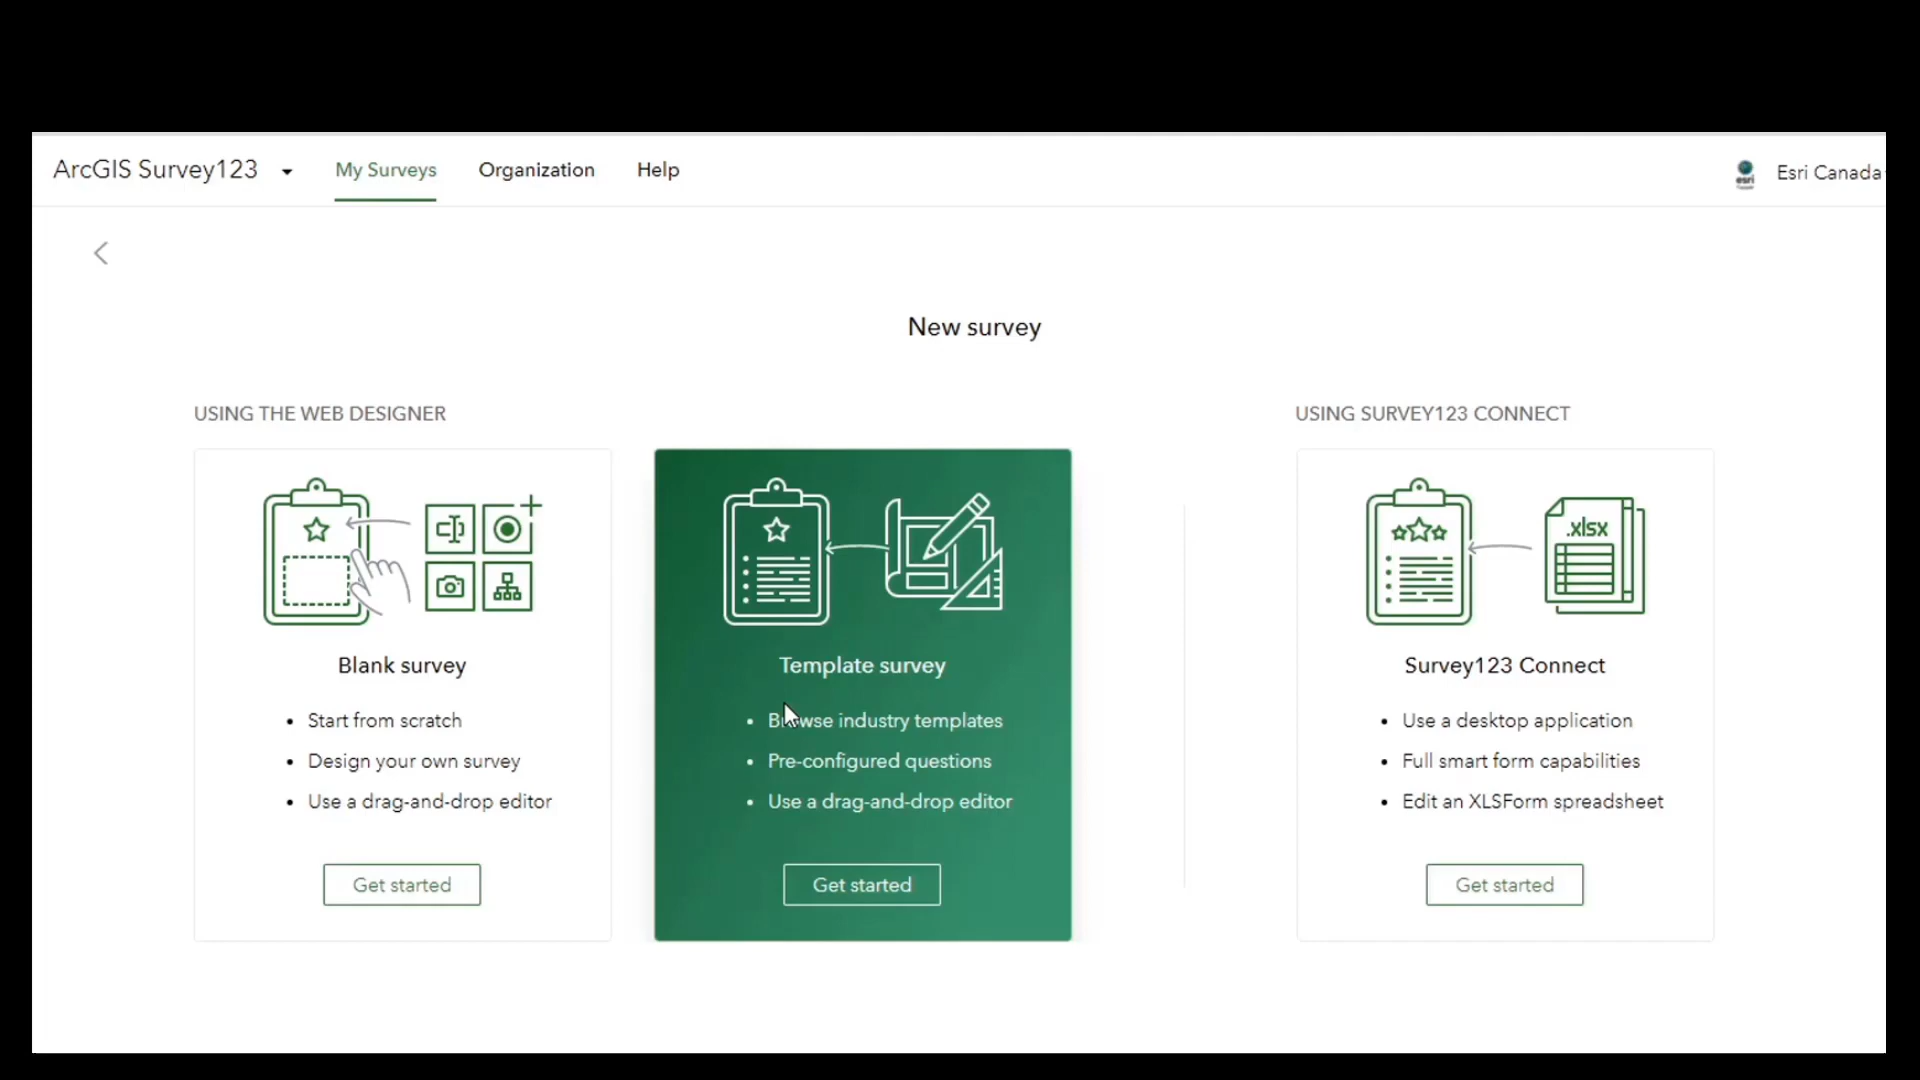 ArcGIS Survey123 My Surveys Organization Help esri Esri Canada
New survey
USING THE WEB DESIGNER
USING SURVEY123 CONNECT
Blank survey
Start from scratch
Design your own survey
Use a drag-and-drop editor
Get started
Template survey
Browse industry templates
Pre-configured questions
Use a drag-and-drop editor
Get started
.xlsx
Survey123 Connect
Use a desktop application
Full smart form capabilities
Edit an XLSForm spreadsheet
Get started